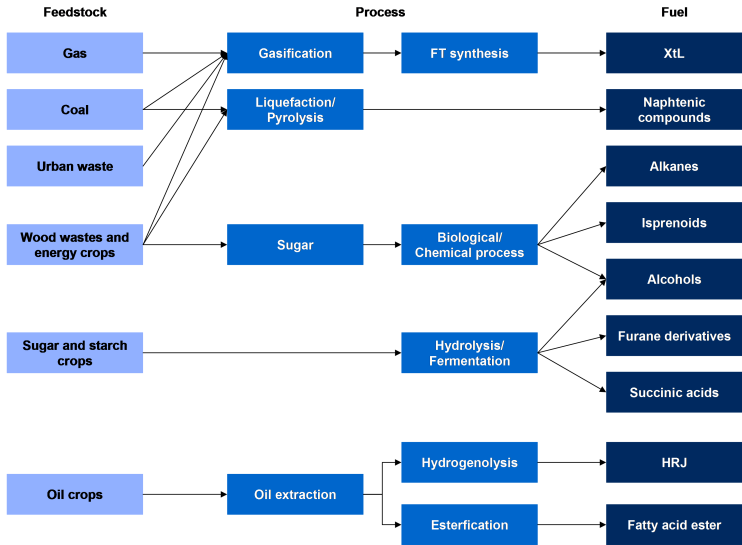 Feedstock
Process
Fuel
Gas
Gasification
FT synthesis
XtL
Coal
Liquefaction/
Pyrolysis
Naphtenic
compounds
Urban waste
Alkanes
Wood wastes and
energy crops
Sugar
Biological/
Chemical process
Isprenoids
Alcohols
Sugar and starch
crops
Hydrolysis/
Fermentation
Furane derivatives
Succinic acids
Oil crops
Oil extraction
Hydrogenolysis
HRJ
Esterfication
Fatty acid ester